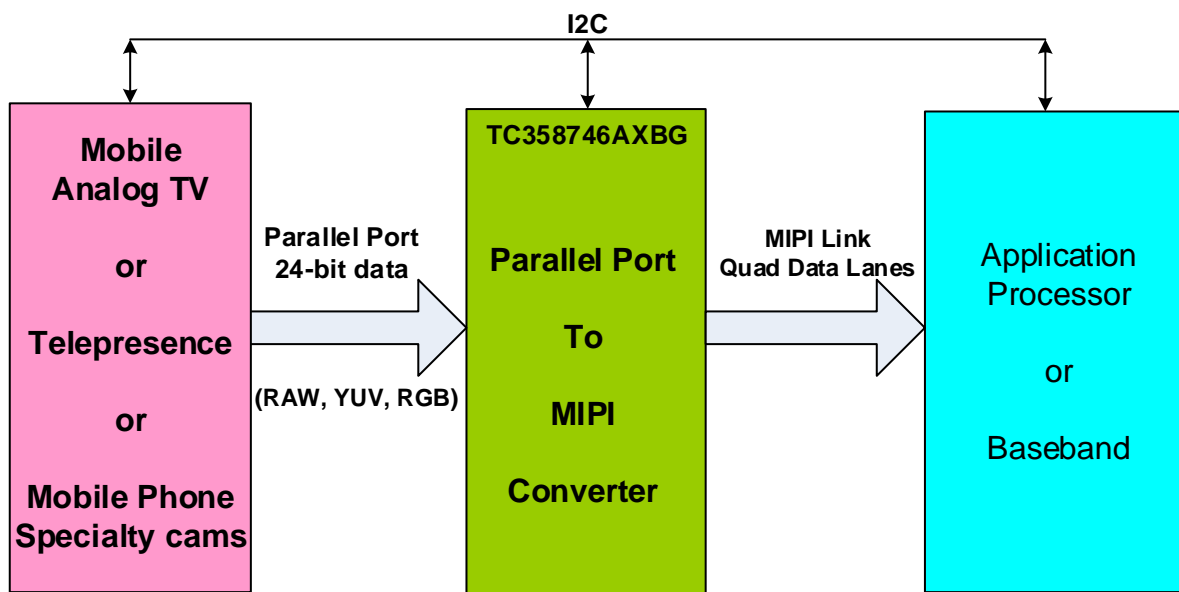 I2C
Mobile
Analog TV
or
Telepresence
or
Mobile Phone
Specialty cams
Parallel Port
24-bit data
(RAW, YUV, RGB)
TC358746AXBG
Parallel Port
To
MIPI
Converter
MIPI Link
Quad Data Lanes
Application
Processor
or
Baseband